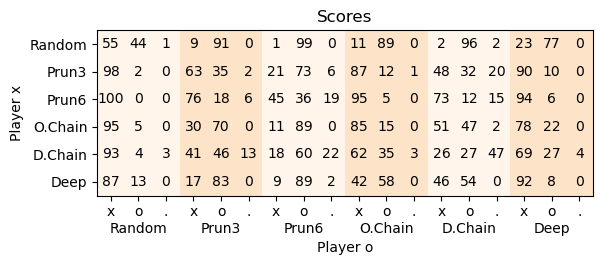 Scores
Player x
Random 55 44 1 9 91 0 1 99 0 11 89 0 2 96 2 23 77 0
Prun3 98 2 0 63 35 2 21 73 6 87 12 1 48 32 20 90 10 0
Prun6 100 0 0 76 18 6 45 36 19 95 5 0 73 12 15 94 6 0
O.Chain 95 5 0 30 70 0 11 89 0 85 15 0 51 47 2 78 22 0
D.Chain 93 4 3 41 46 13 18 60 22 62 35 3 26 27 47 69 27 4
Deep 87 13 0 17 83 0 9 89 2 42 58 0 46 54 0 92 8 0
x o . x o . x o . x o . x o . x o .
Random Prun3 Prun6 O.Chain D.Chain Deep
Player o